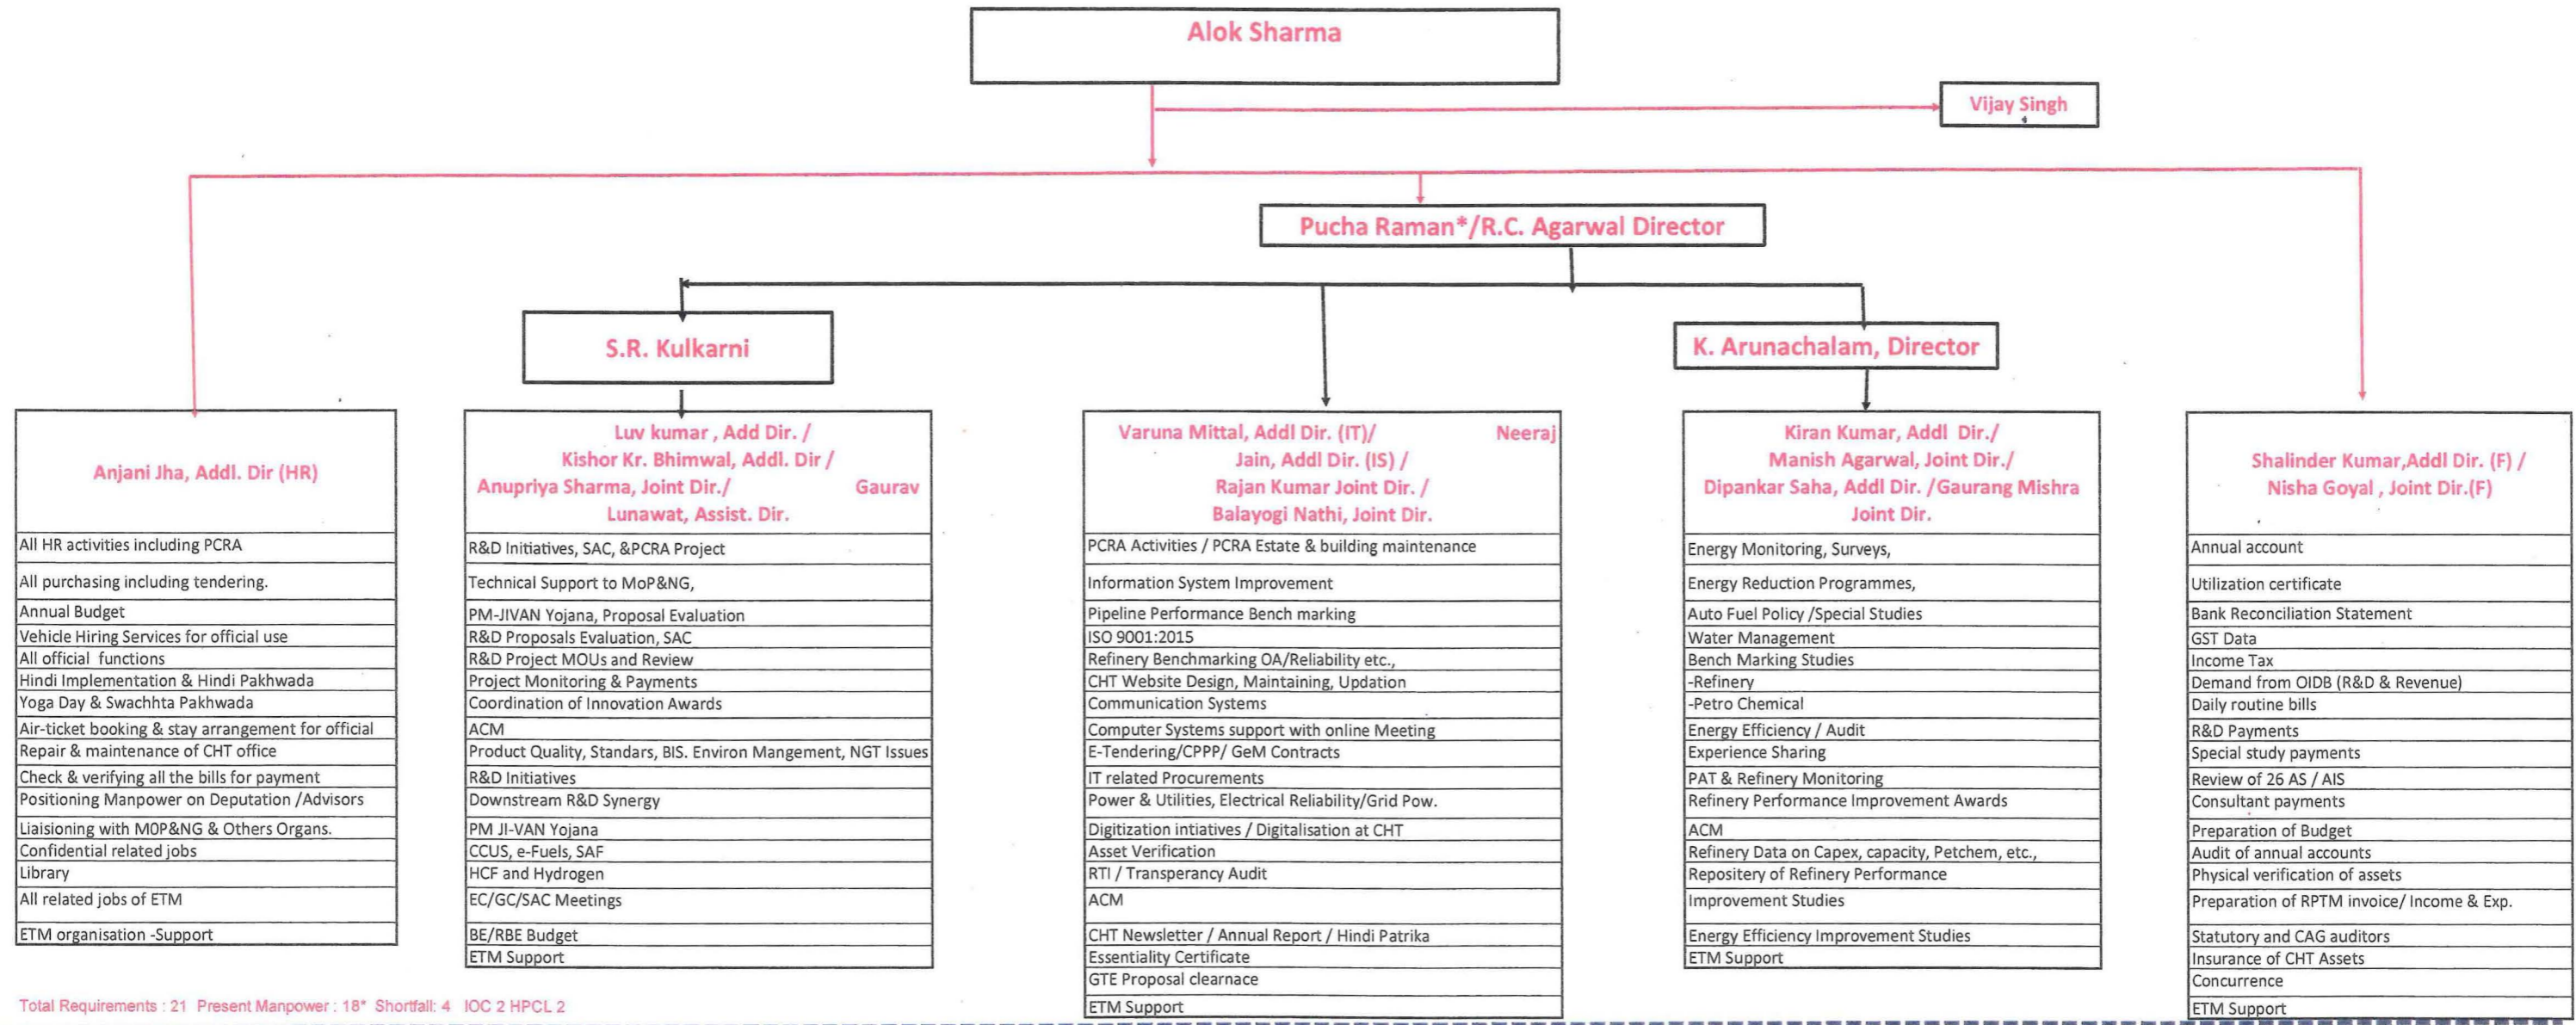 Alok Sharma
Vijay Singh
Pucha Raman*/R.C. Agarwal Director
S.R. Kulkarni
K. Arunachalam, Director
Anjani Jha, Addl. Dir (HR)
All HR activities including PCRA
All purchasing including tendering.
Annual Budget
Vehicle Hiring Services for official use
All official functions
Hindi Implementation & Hindi Pakhwada
Yoga Day & Swachhta Pakhwada
Air-ticket booking & stay arrangement for official
Repair & maintenance of CHT office
Check & verifying all the bills for payment
Positioning Manpower on Deputation /Advisors
Liaisioning with M0P&NG & Others Organs.
Confidential related jobs
Library
All related jobs of ETM
ETM organisation -Support
Luv kumar , Add Dir. /
Kishor Kr. Bhimwal, Addl. Dir /
Anupriya Sharma, Joint Dir./ Gaurav
Lunawat, Assist. Dir.
R&D Initiatives, SAC, &PCRA Project
Technical Support to MoP&NG,
PM-JIVAN Yojana, Proposal Evaluation
R&D Proposals Evaluation, SAC
R&D Project MOUs and Review
Project Monitoring & Payments
Coordination of Innovation Awards
ACM
Product Quality, Standars, BIS. Environ Mangement, NGT Issues
R&D Initiatives
Downstream R&D Synergy
PM JI-VAN Yojana
CCUS, e-Fuels, SAF
HCF and Hydrogen
EC/GC/SAC Meetings
BE/RBE Budget
ETM Support
Varuna Mittal, Addl Dir. (IT)/ Neeraj
Jain, Addl Dir. (IS) /
Rajan Kumar Joint Dir. /
Balayogi Nathi, Joint Dir.
PCRA Activities / PCRA Estate & building maintenance
Information System Improvement
Pipeline Performance Bench marking
ISO 9001:2015
Refinery Benchmarking OA/Reliability etc.,
CHT Website Design, Maintaining, Updation
Communication Systems
Computer Systems support with online Meeting
E-Tendering/CPPP/ GeM Contracts
IT related Procurements
Power & Utilities, Electrical Reliability/Grid Pow.
Digitization intiatives / Digitalisation at CHT
Asset Verification
RTI / Transperancy Audit
ACM
CHT Newsletter / Annual Report / Hindi Patrika
Essentiality Certificate
GTE Proposal clearnace
ETM Support
Kiran Kumar, Addl Dir./
Manish Agarwal, Joint Dir./
Dipankar Saha, Addl Dir. /Gaurang Mishra
Joint Dir.
Energy Monitoring, Surveys,
Energy Reduction Programmes,
Auto Fuel Policy /Special Studies
Water Management
Bench Marking Studies
-Refinery
-Petro Chemical
Energy Efficiency / Audit
Experience Sharing
PAT & Refinery Monitoring
Refinery Performance Improvement Awards
ACM
Refinery Data on Capex, capacity, Petchem, etc.,
Repositery of Refinery Performance
Improvement Studies
Energy Efficiency Improvement Studies
ETM Support
Shalinder Kumar,Addl Dir. (F) /
Nisha Goyal , Joint Dir.(F)
Annual account
Utilization certificate
Bank Reconciliation Statement
GST Data
Income Tax
Demand from OIDB (R&D & Revenue)
Daily routine bills
R&D Payments
Special study payments
Review of 26 AS / AIS
Consultant payments
Preparation of Budget
Audit of annual accounts
Physical verification of assets
Preparation of RPTM invoice/ Income & Exp.
Statutory and CAG auditors
Insurance of CHT Assets
Concurrence
ETM Support
Total Requirements : 21 Present Manpower : 18* Shortfall: 4 IOC 2 HPCL 2